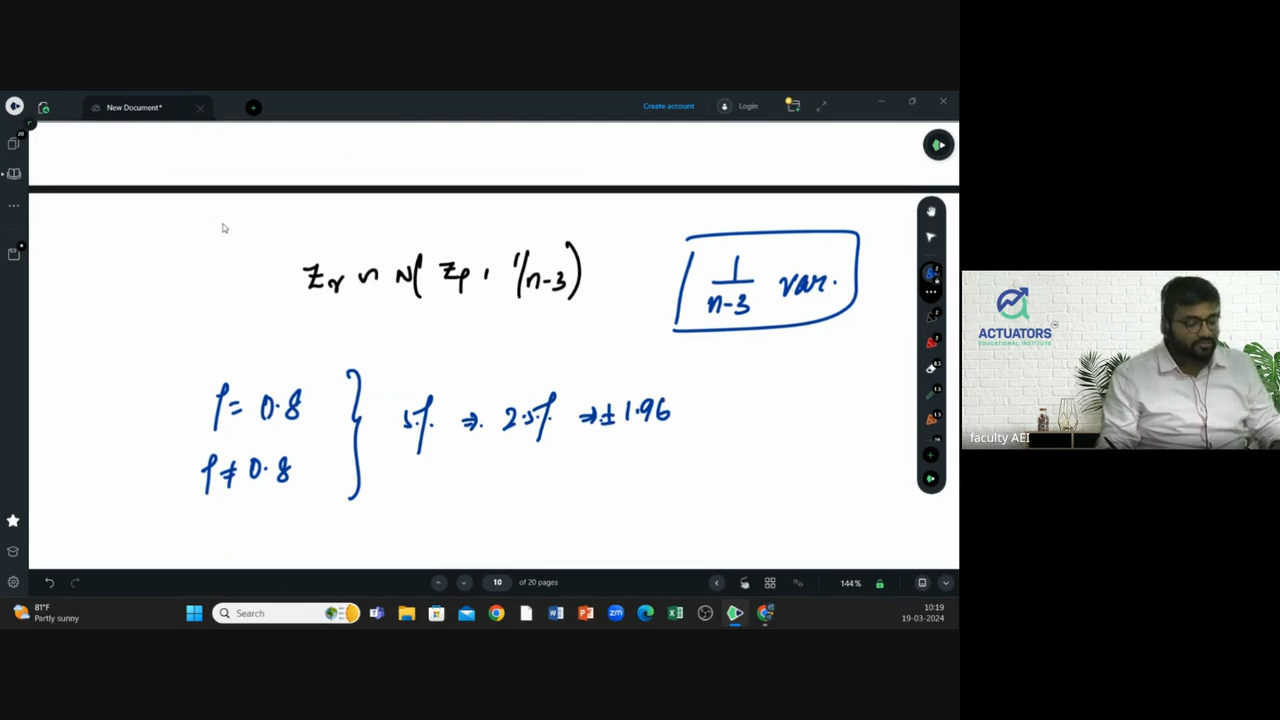 New Document*
Create account
Login
20
Zr ~ N( Zρ , 1/n-3)
1/n-3 var.
ρ = 0.8
ρ ≠ 0.8
5% ⇒ 2.5% ⇒ ± 1.96
ACTUATORS
EDUCATIONAL INSTITUTE
faculty AEI
10 of 20 pages
144%
81°F
Partly sunny
Search
10:19
19-03-2024